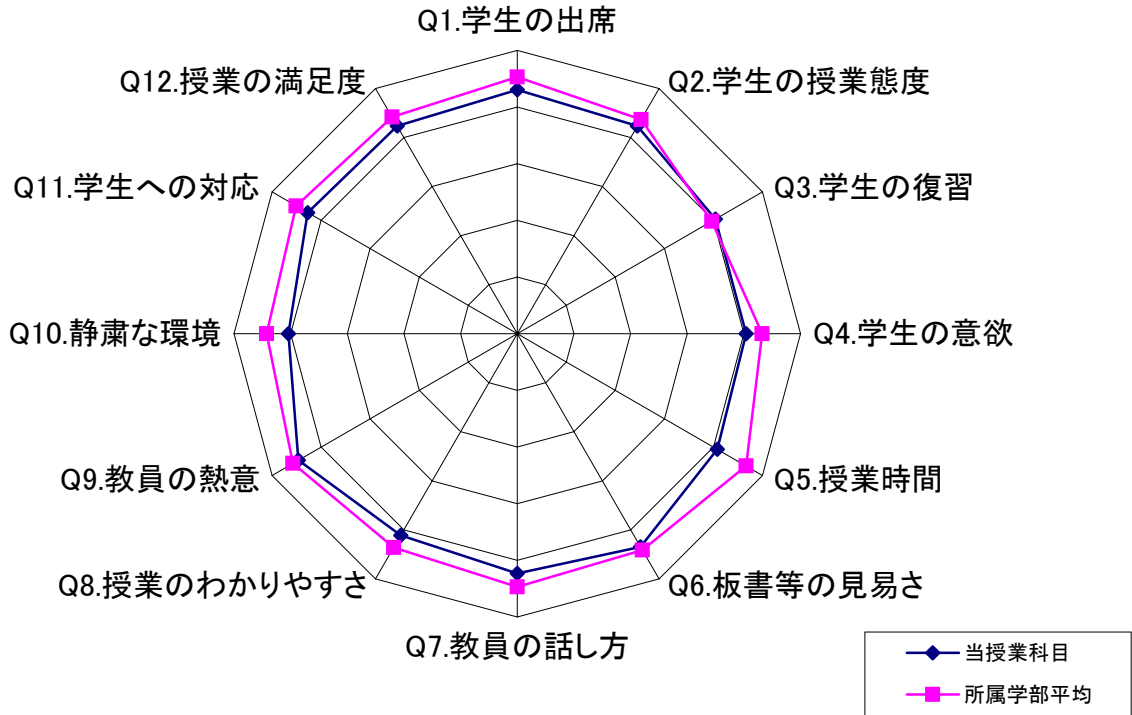 Q1.学生の出席
Q2.学生の授業態度
Q3.学生の復習
Q4.学生の意欲
Q5.授業時間
Q6.板書等の見易さ
Q7.教員の話し方
Q8.授業のわかりやすさ
Q9.教員の熱意
Q10.静粛な環境
Q11.学生への対応
Q12.授業の満足度
当授業科目
所属学部平均